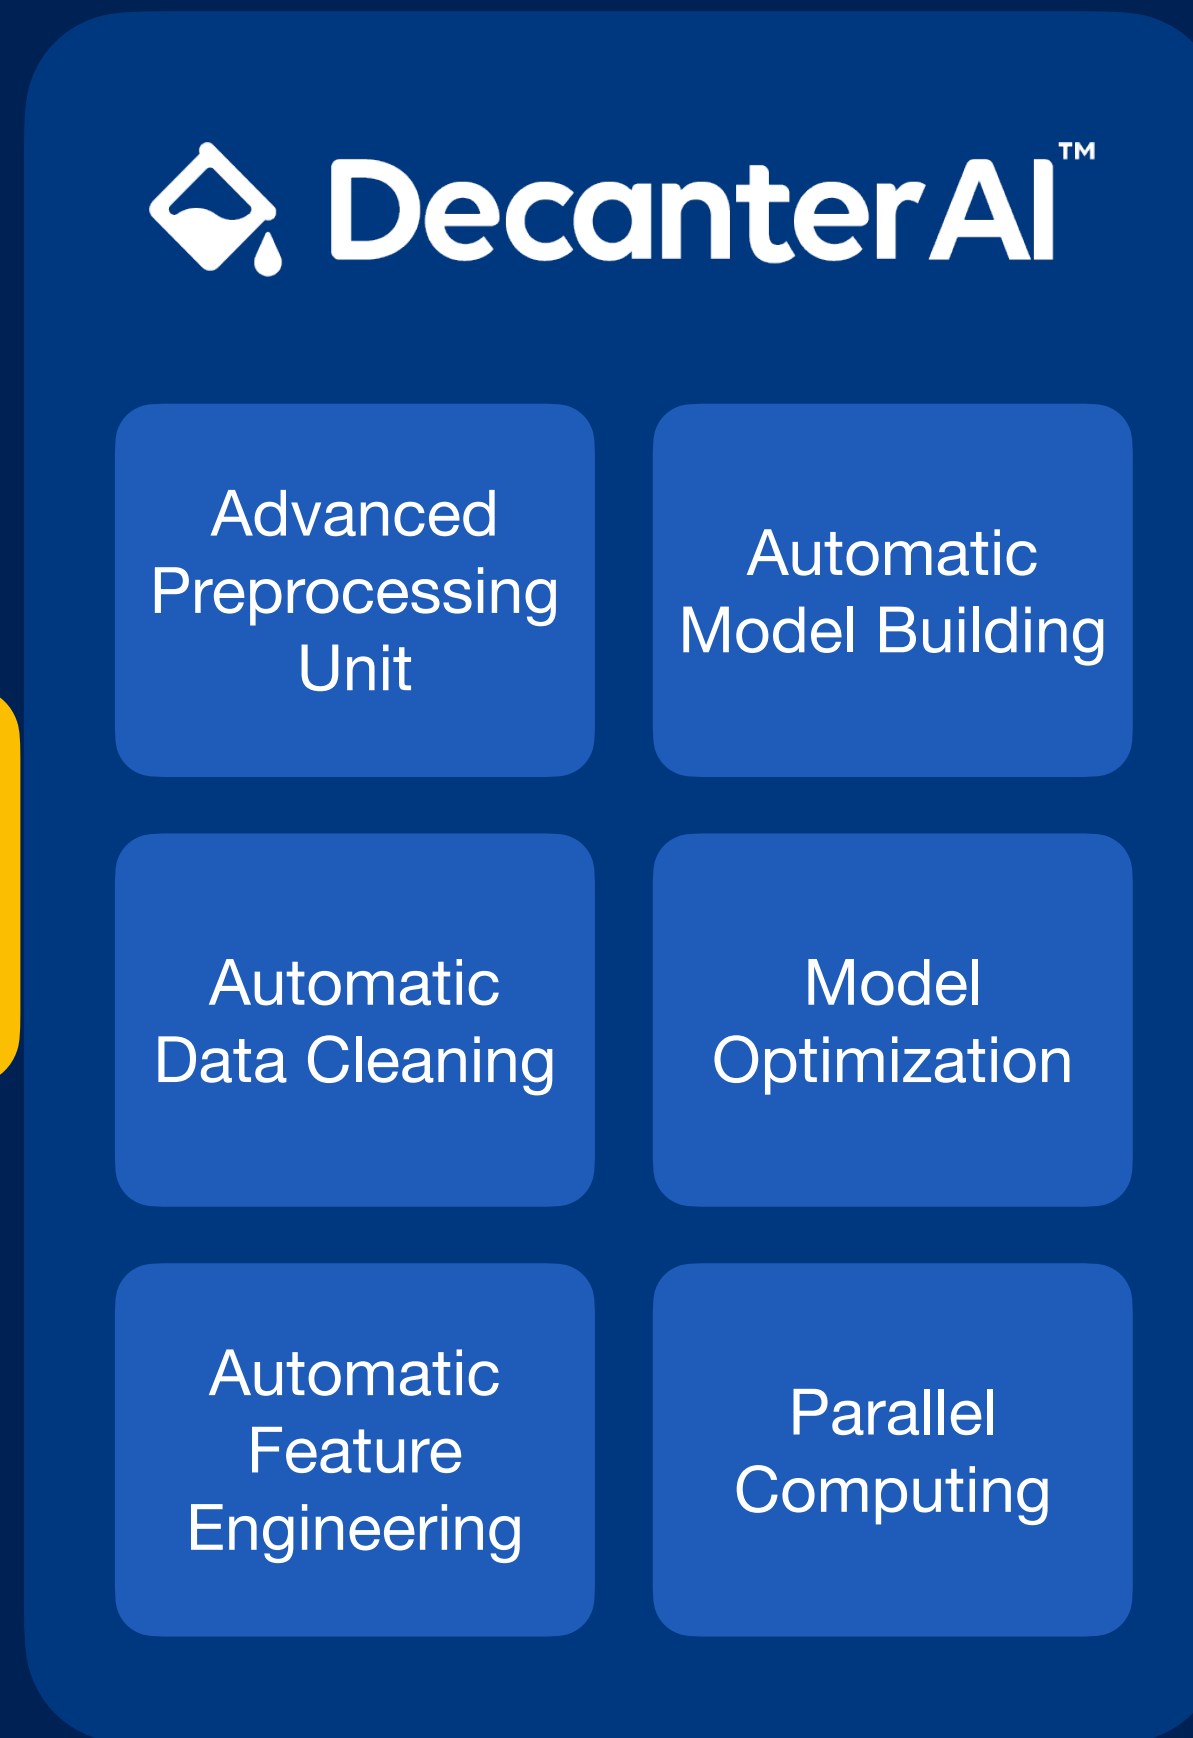 DecanterAI™
Advanced
Preprocessing
Unit
Automatic
Model Building
Automatic
Data Cleaning
Model
Optimization
Automatic
Feature
Engineering
Parallel
Computing